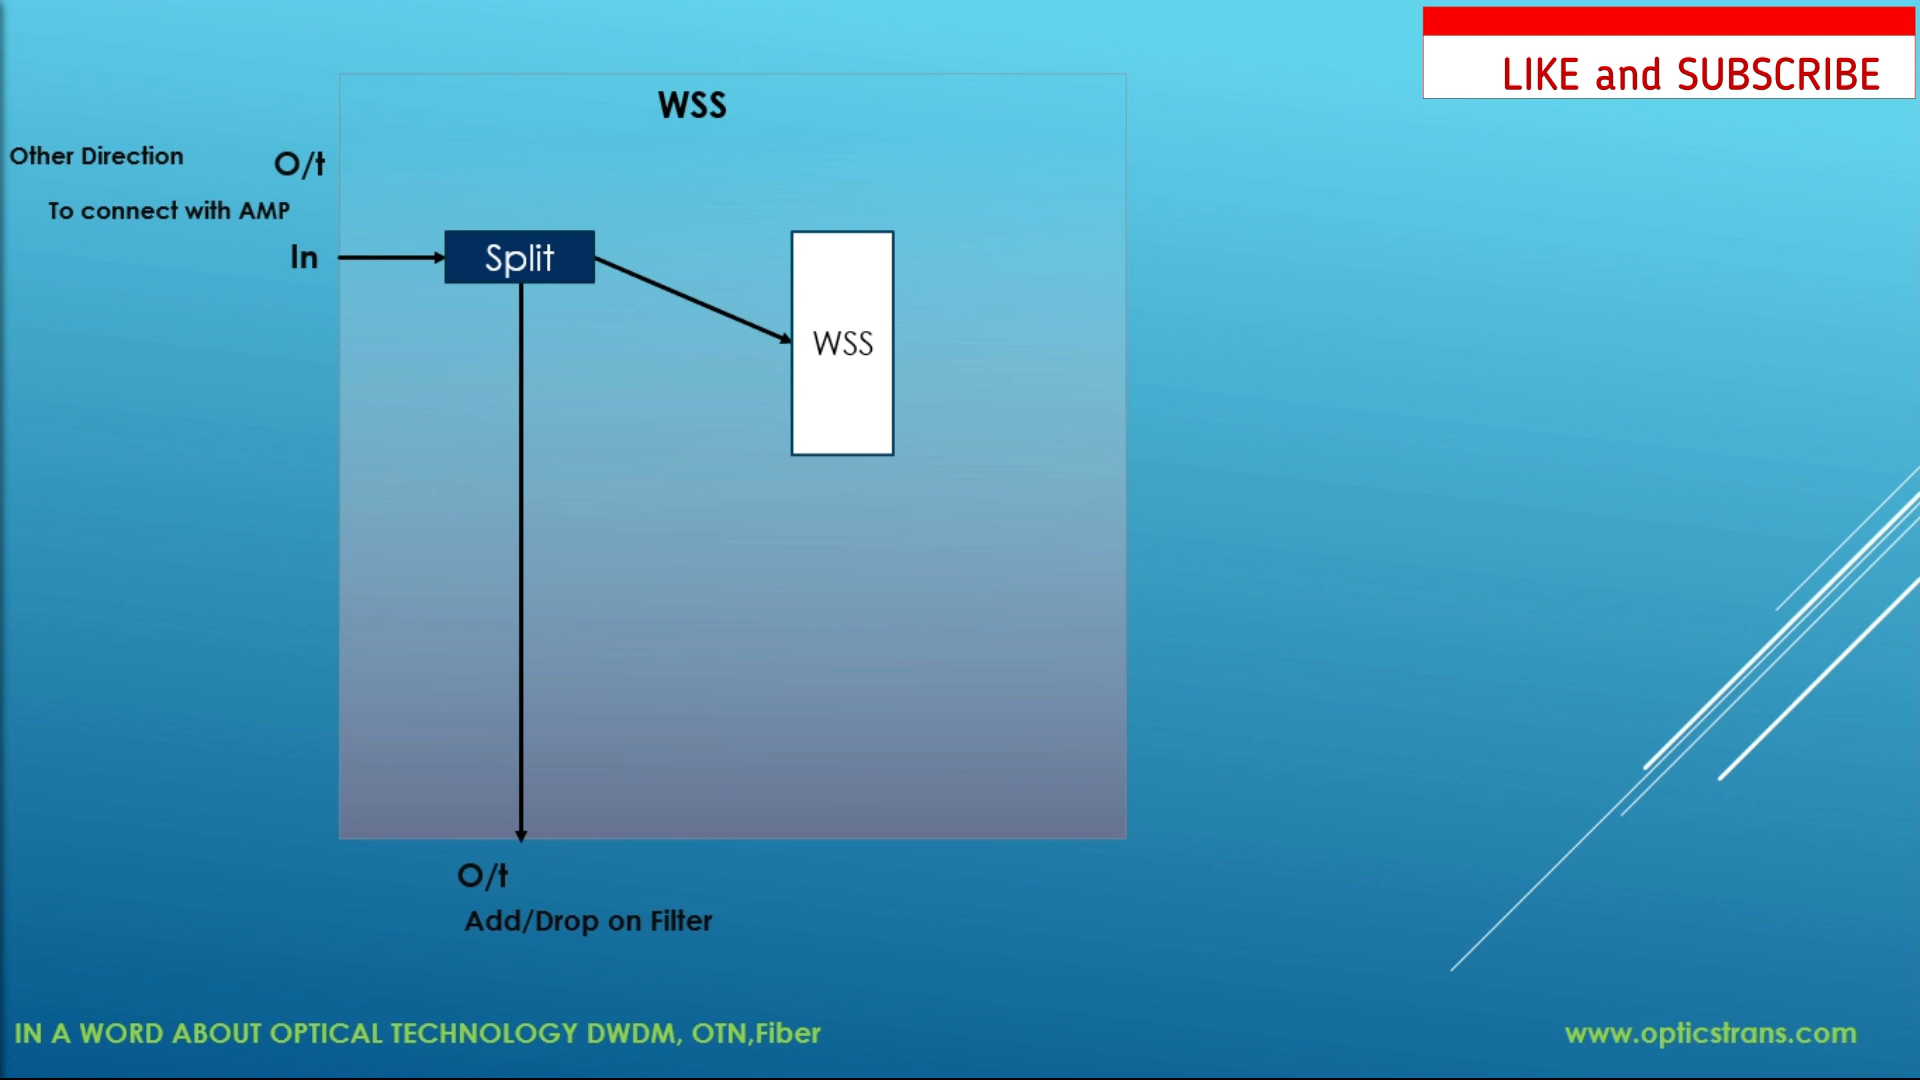 LIKE and SUBSCRIBE
WSS
Other Direction
O/t
To connect with AMP
In
Split
WSS
O/t
Add/Drop on Filter
IN A WORD ABOUT OPTICAL TECHNOLOGY DWDM, OTN,Fiber
www.opticstrans.com